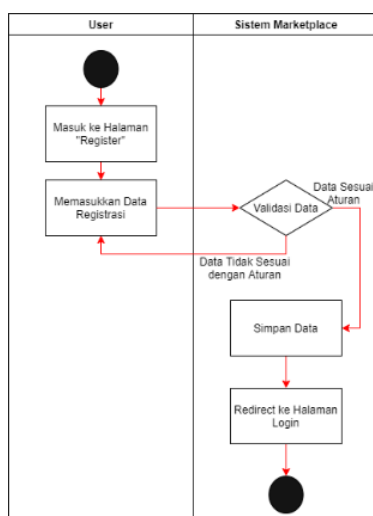 User
Sistem Marketplace
Masuk ke Halaman
"Register"
Memasukkan Data
Registrasi
Validasi Data
Data Sesuai
Aturan
Data Tidak Sesuai
dengan Aturan
Simpan Data
Redirect ke Halaman
Login